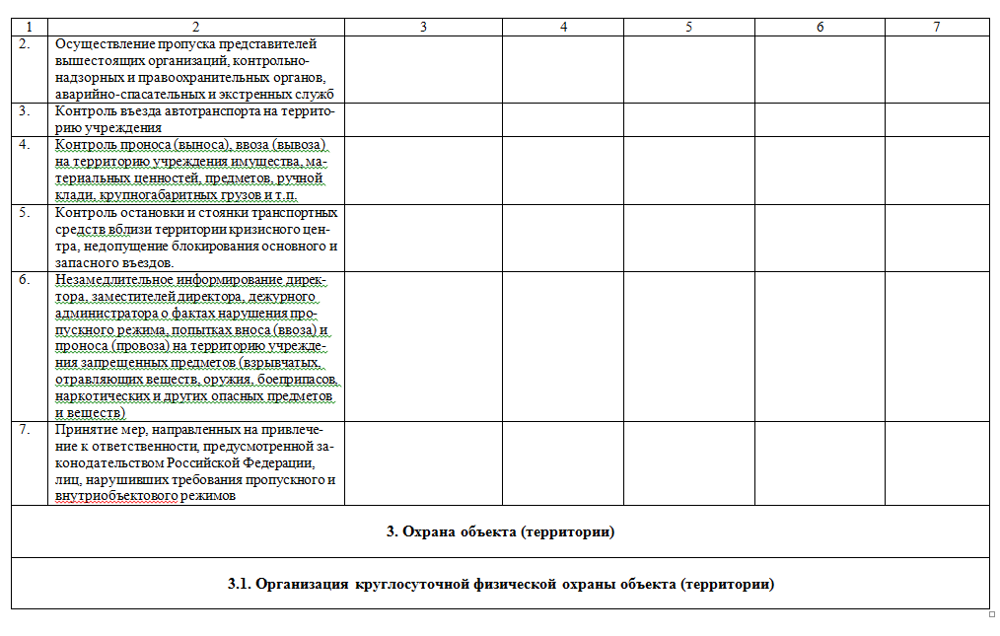 1 2 3 4 5 6 7
2. Осуществление пропуска представителей
вышестоящих организаций, контрольно-
надзорных и правоохранительных органов,
аварийно-спасательных и экстренных служб
3. Контроль въезда автотранспорта на террито-
рию учреждения
4. Контроль проноса (выноса), ввоза (вывоза)
на территорию учреждения имущества, ма-
териальных ценностей, предметов, ручной
клади, крупногабаритных грузов и т.п.
5. Контроль остановки и стоянки транспортных
средств вблизи территории кризисного цен-
тра, недопущение блокирования основного и
запасного въездов.
6. Незамедлительное информирование дирек-
тора, заместителей директора, дежурного
администратора о фактах нарушения про-
пускного режима, попытках вноса (ввоза) и
проноса (провоза) на территорию учрежде-
ния запрещенных предметов (взрывчатых,
отравляющих веществ, оружия, боеприпасов,
наркотических и других опасных предметов
и веществ)
7. Принятие мер, направленных на привлече-
ние к ответственности, предусмотренной за-
конодательством Российской Федерации,
лиц, нарушивших требования пропускного и
внутриобъектового режимов
3. Охрана объекта (территории)
3.1. Организация круглосуточной физической охраны объекта (территории)